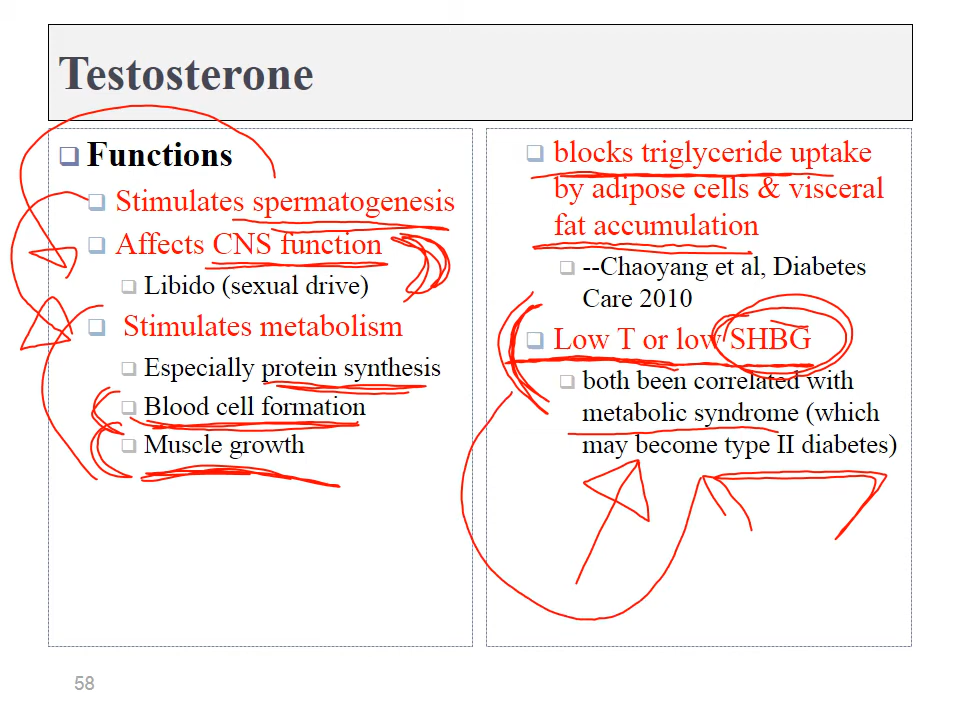 Testosterone
Functions
Stimulates spermatogenesis
Affects CNS function
Libido (sexual drive)
Stimulates metabolism
Especially protein synthesis
Blood cell formation
Muscle growth
blocks triglyceride uptake
by adipose cells & visceral
fat accumulation
--Chaoyang et al, Diabetes
Care 2010
Low T or low SHBG
both been correlated with
metabolic syndrome (which
may become type II diabetes)
58